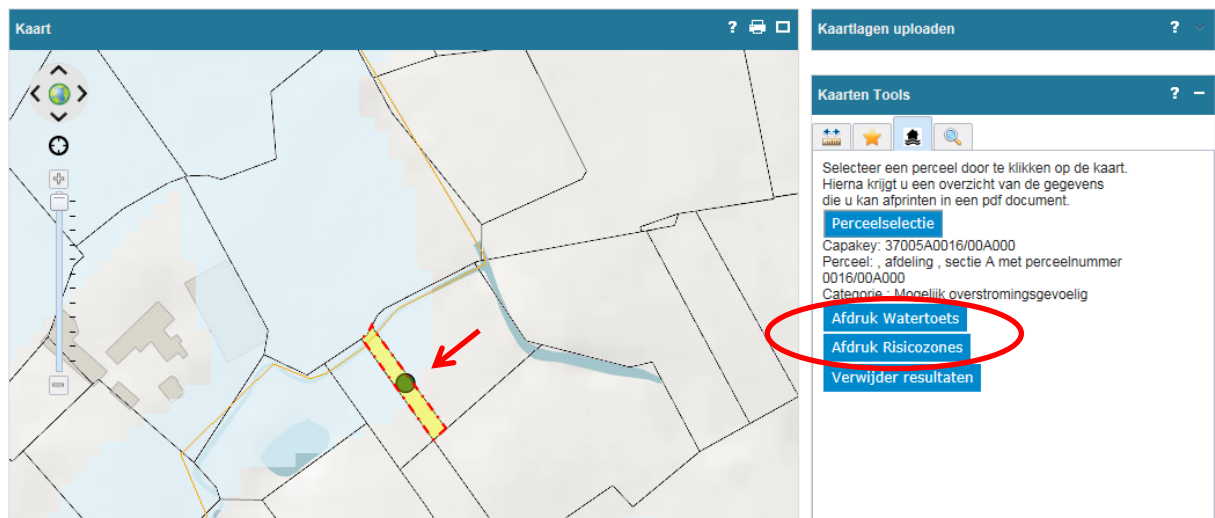 Kaart
?
Kaartlagen uploaden
?
Kaarten Tools
?
Selecteer een perceel door te klikken op de kaart.
Hierna krijgt u een overzicht van de gegevens
die u kan afprinten in een pdf document.
Perceelselectie
Capakey: 37005A0016/00A000
Perceel: , afdeling , sectie A met perceelnummer
0016/00A000
Categorie : Mogelijk overstromingsgevoelig
Afdruk Watertoets
Afdruk Risicozones
Verwijder resultaten